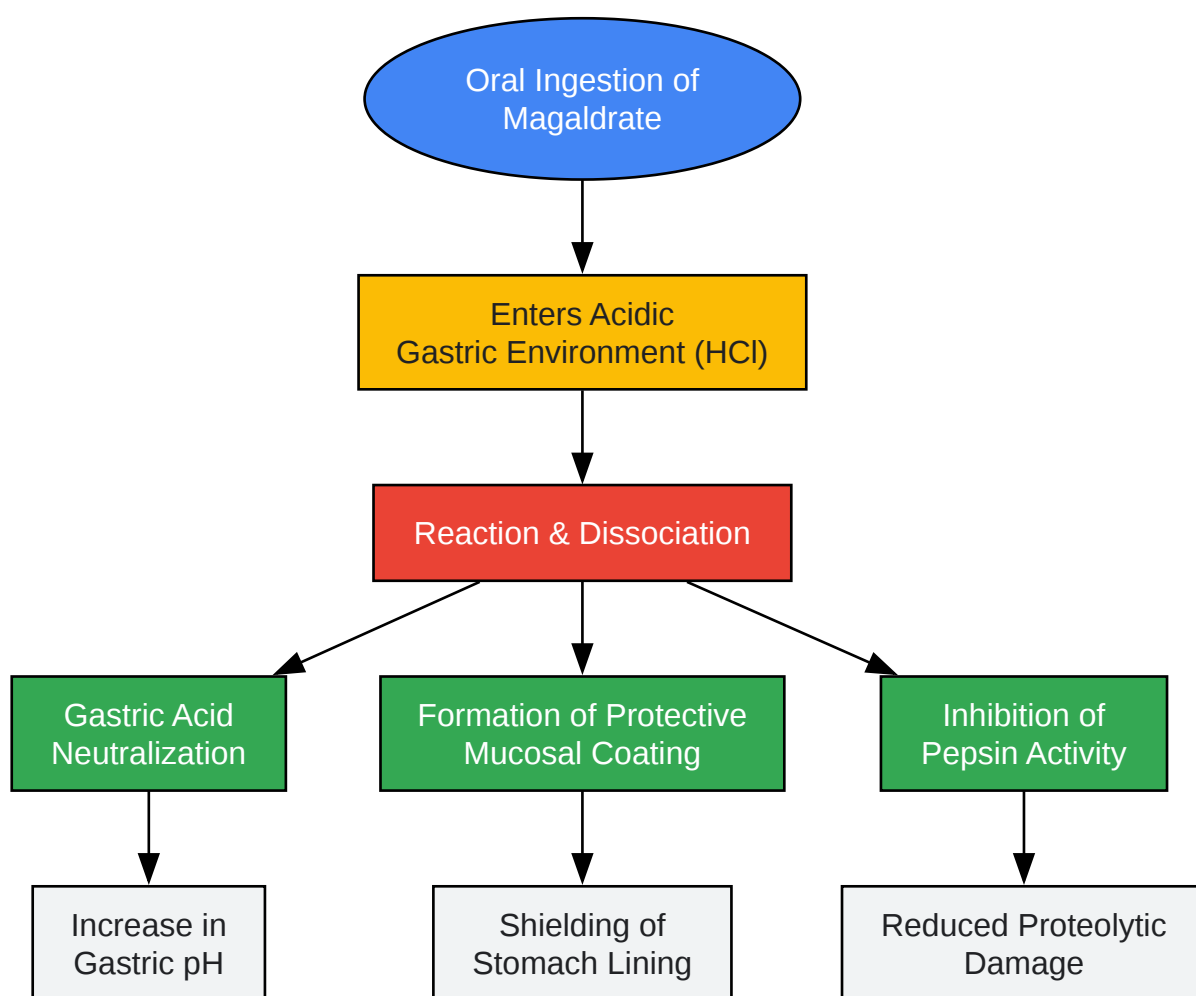 Oral Ingestion of
Magaldrate
Enters Acidic
Gastric Environment (HCl)
Reaction & Dissociation
Gastric Acid
Neutralization
Formation of Protective
Mucosal Coating
Inhibition of
Pepsin Activity
Increase in
Gastric pH
Shielding of
Stomach Lining
Reduced Proteolytic
Damage